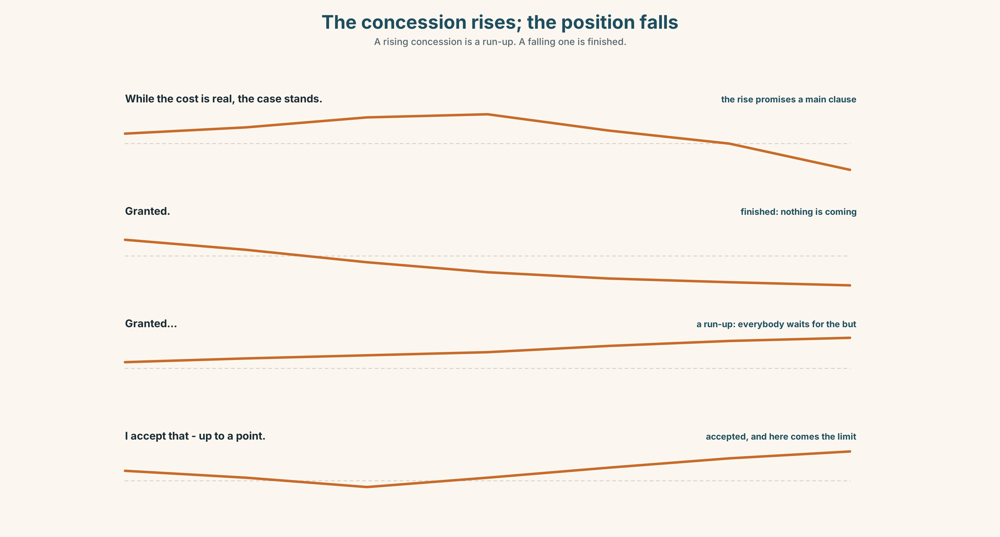 The concession rises; the position falls
A rising concession is a run-up. A falling one is finished.
While the cost is real, the case stands.
the rise promises a main clause
Granted.
finished: nothing is coming
Granted...
a run-up: everybody waits for the but
I accept that - up to a point.
accepted, and here comes the limit